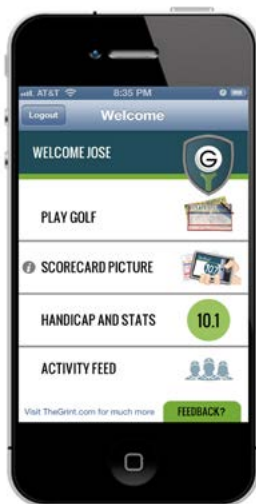 AT&T 8:35 PM
Logout Welcome
WELCOME JOSE
G
PLAY GOLF
SCORECARD PICTURE
HANDICAP AND STATS 10.1
ACTIVITY FEED
Visit TheGrint.com for much more FEEDBACK?